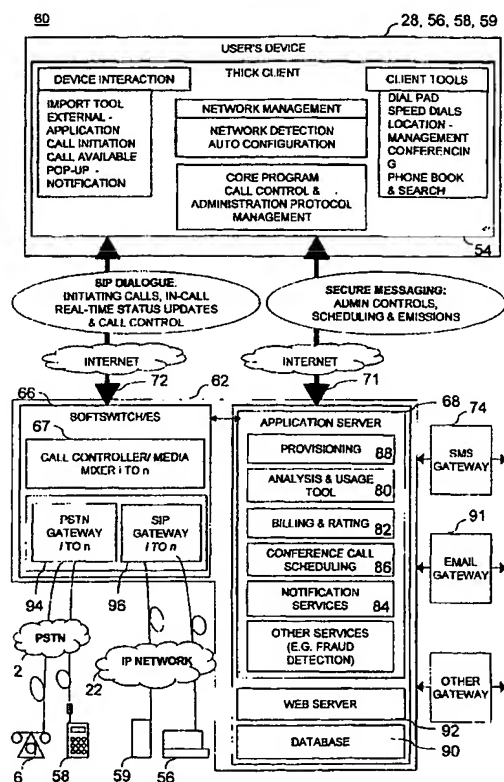 60
28, 56, 58, 59
USER'S DEVICE
DEVICE INTERACTION
THICK CLIENT
CLIENT TOOLS
IMPORT TOOL
EXTERNAL -
APPLICATION
CALL INITIATION
CALL AVAILABLE
POP-UP -
NOTIFICATION
NETWORK MANAGEMENT
NETWORK DETECTION
AUTO CONFIGURATION
CORE PROGRAM
CALL CONTROL &
ADMINISTRATION PROTOCOL
MANAGEMENT
DIAL PAD
SPEED DIALS
LOCATION -
MANAGEMENT
CONFERENCIN
G
PHONE BOOK
& SEARCH
54
SIP DIALOGUE.
INITIATING CALLS, IN-CALL
REAL-TIME STATUS UPDATES
& CALL CONTROL
SECURE MESSAGING:
ADMIN CONTROLS,
SCHEDULING & EMISSIONS
INTERNET
INTERNET
72
62
71
66
68
74
SOFTSWITCH/ES
67
CALL CONTROLLER/ MEDIA
MIXER i TO n
PSTN
GATEWAY
I TO n
SIP
GATEWAY
I TO n
94
96
PSTN
2
IP NETWORK
22
6
58
59
56
APPLICATION SERVER
PROVISIONING
88
ANALYSIS & USAGE
TOOL
80
BILLING & RATING
82
CONFERENCE CALL
SCHEDULING
86
NOTIFICATION
SERVICES
84
OTHER SERVICES
(E.G. FRAUD
DETECTION)
WEB SERVER
92
DATABASE
90
SMS
GATEWAY
91
EMAIL
GATEWAY
OTHER
GATEWAY